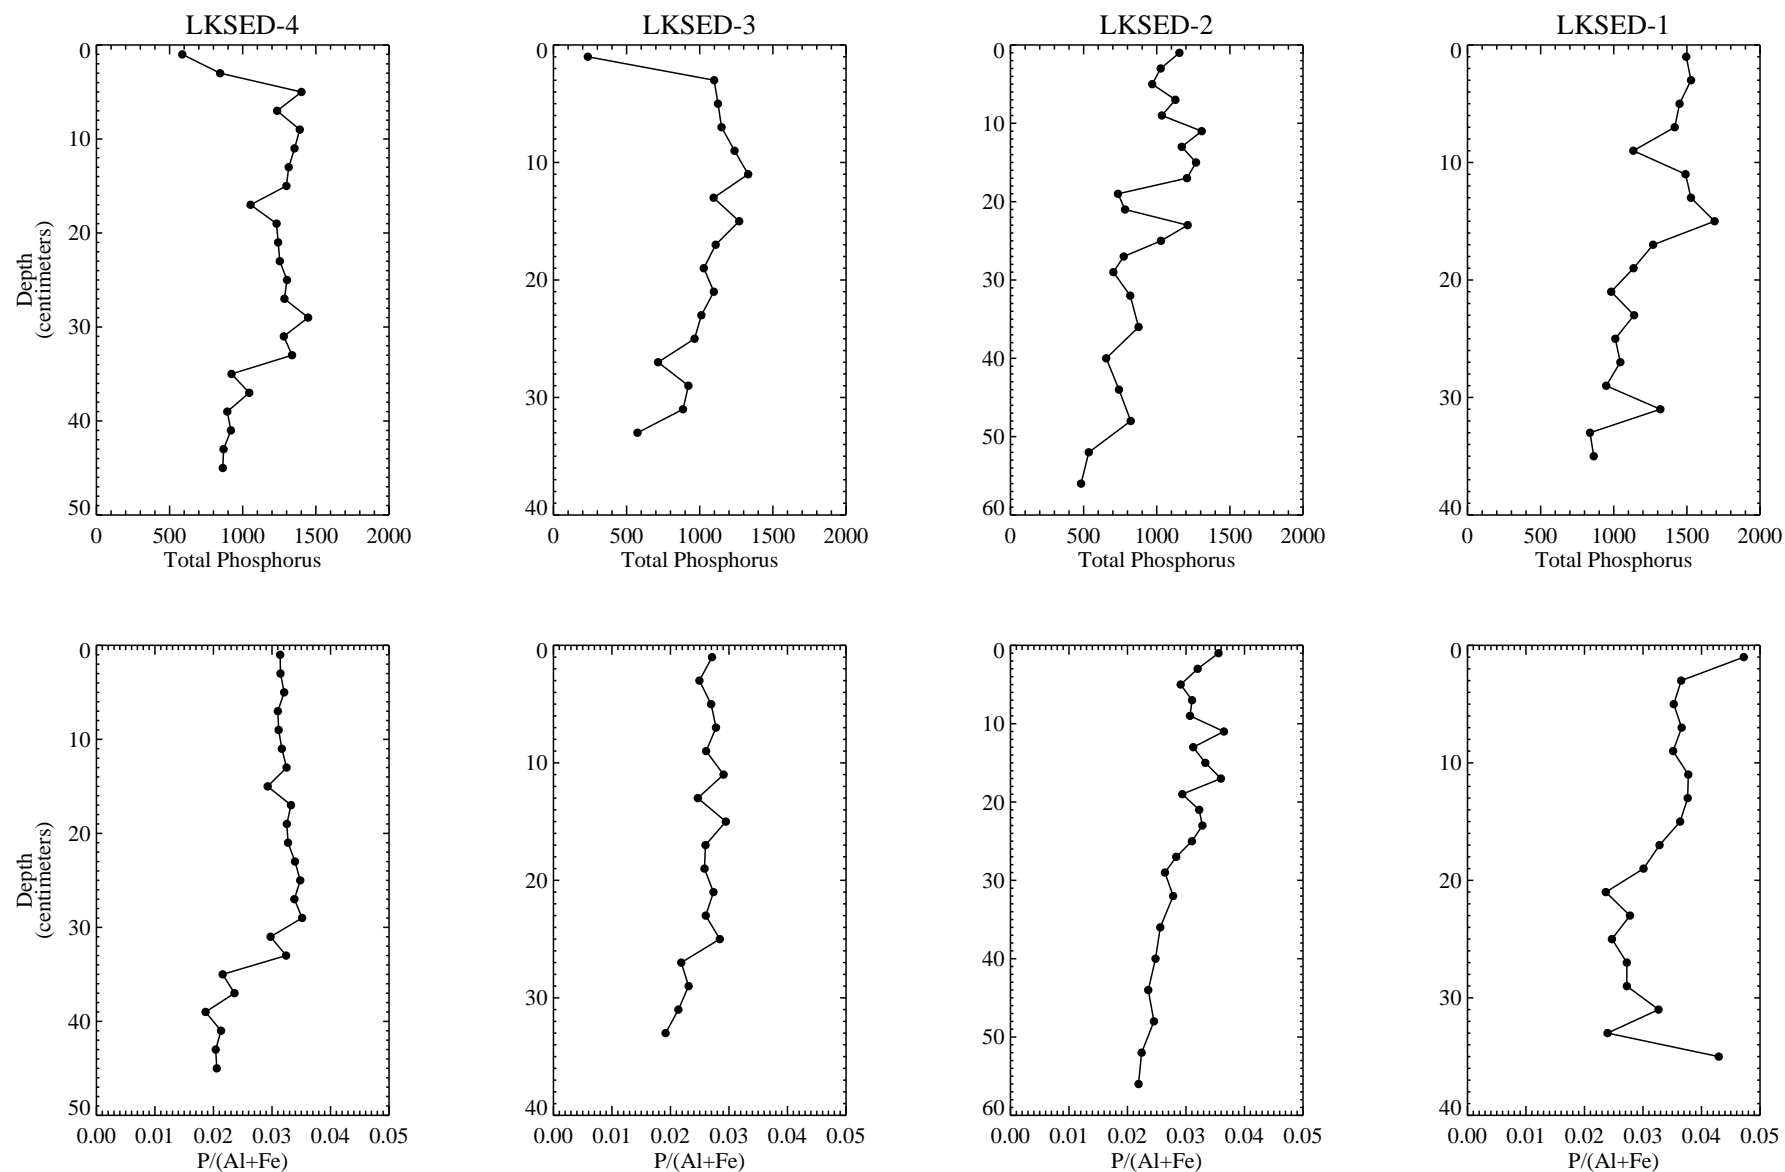 LKSED-4 LKSED-3 LKSED-2 LKSED-1
0 0 0 0
10 10 10 10
20 20 20 20
30 30 30 30
40 40 40 40
50 50
60
Depth
(centimeters)
0 500 1000 1500 2000 0 500 1000 1500 2000 0 500 1000 1500 2000 0 500 1000 1500 2000
Total Phosphorus Total Phosphorus Total Phosphorus Total Phosphorus
0 0 0 0
10 10 10 10
20 20 20 20
30 30 30 30
40 40 40 40
50 50
60
Depth
(centimeters)
0.00 0.01 0.02 0.03 0.04 0.05 0.00 0.01 0.02 0.03 0.04 0.05 0.00 0.01 0.02 0.03 0.04 0.05 0.00 0.01 0.02 0.03 0.04 0.05
P/(Al+Fe) P/(Al+Fe) P/(Al+Fe) P/(Al+Fe)